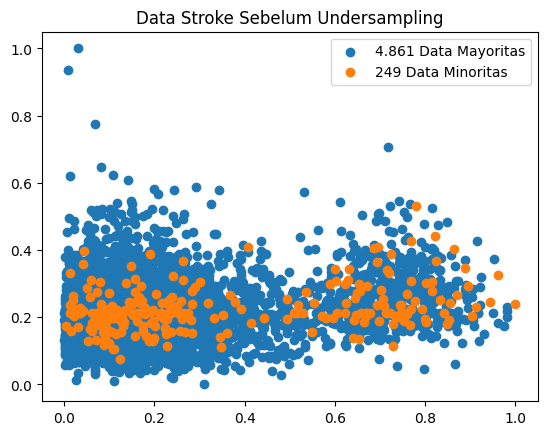 Data Stroke Sebelum Undersampling
4.861 Data Mayoritas
249 Data Minoritas
1.0
0.8
0.6
0.4
0.2
0.0
0.0 0.2 0.4 0.6 0.8 1.0